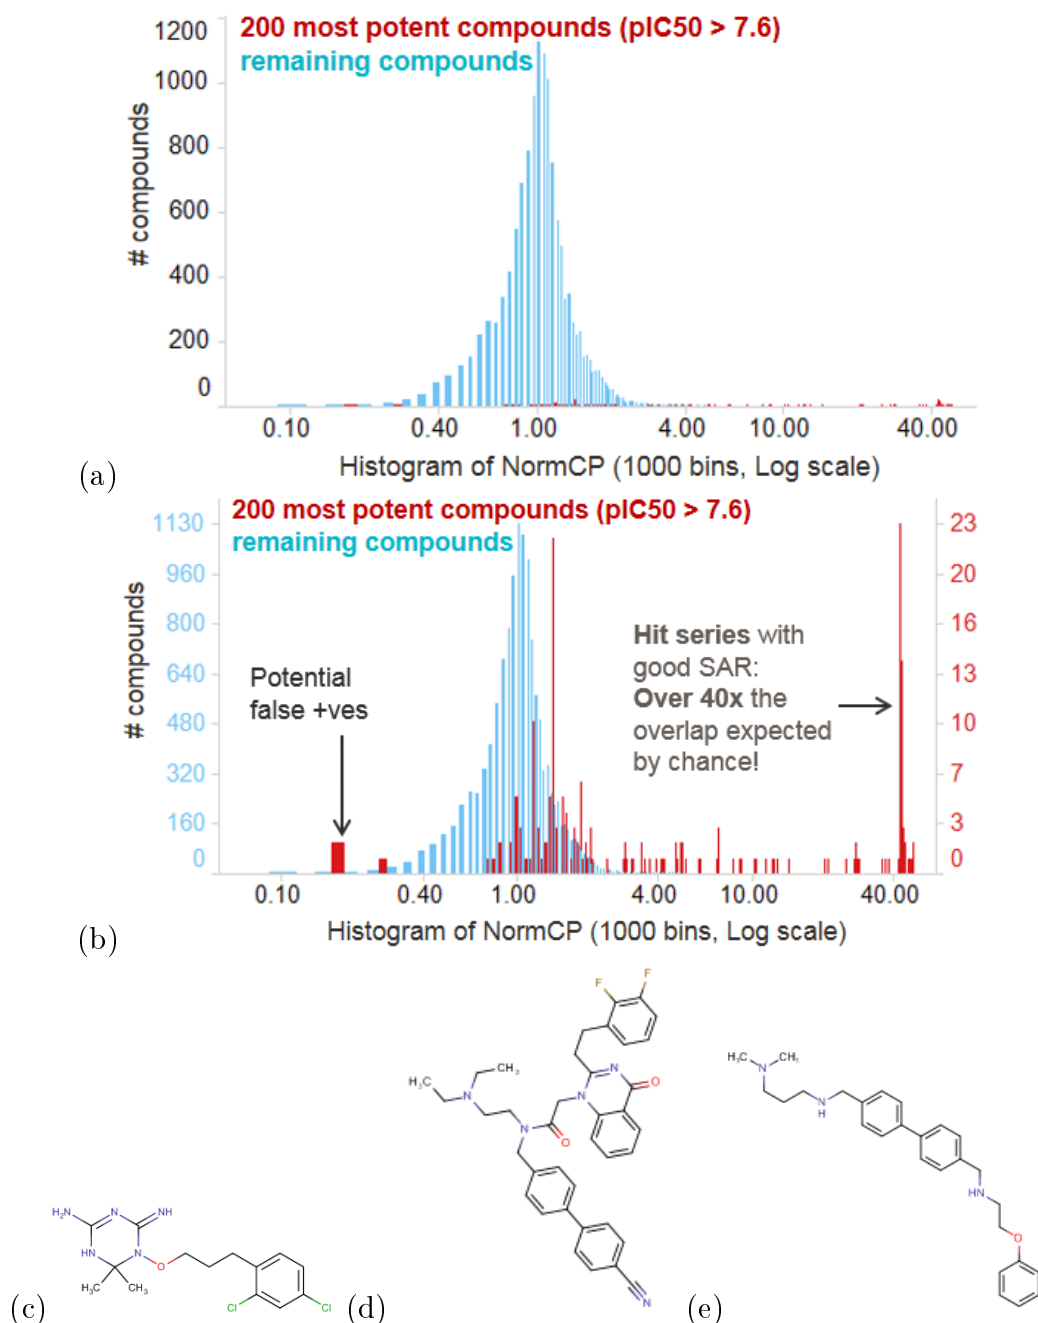 200 most potent compounds (pIC50 > 7.6)
remaining compounds
# compounds
1200
1000
800
600
400
200
0
0.10 0.40 1.00 4.00 10.00 40.00
Histogram of NormCP (1000 bins, Log scale)
(a)
200 most potent compounds (pIC50 > 7.6)
remaining compounds
# compounds
1130 23
960 20
800 16
640 13
480 10
320 7
160 3
0 0
Potential
false +ves
Hit series with
good SAR:
Over 40x the
overlap expected
by chance!
0.10 0.40 1.00 4.00 10.00 40.00
Histogram of NormCP (1000 bins, Log scale)
(b)
H₂N N NH
HN N
H₃C CH₃ O
Cl Cl
(c)
F F
H₃C CH₃
N N O
N N
O
N
(d)
H₃C CH₃
N
N
H
HN
O
(e)